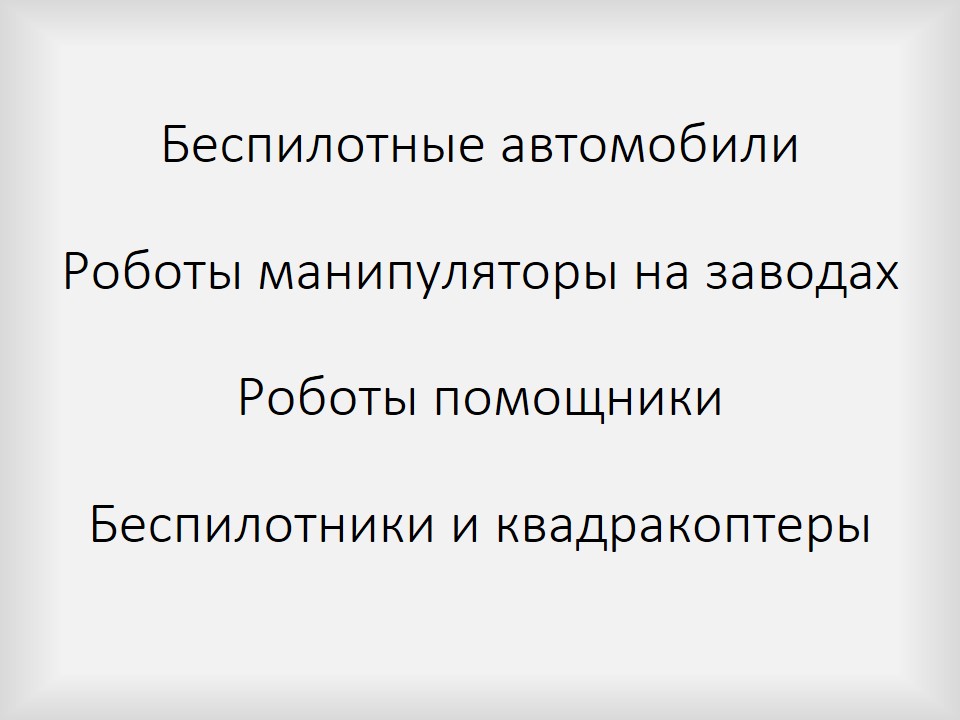 Беспилотные автомобили
Роботы манипуляторы на заводах
Роботы помощники
Беспилотники и квадракоптеры